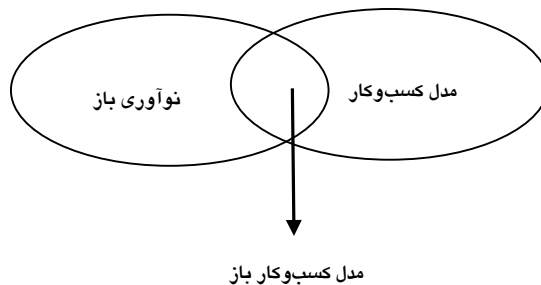 مدل کسب‌وکار
نوآوری باز
مدل کسب‌وکار باز